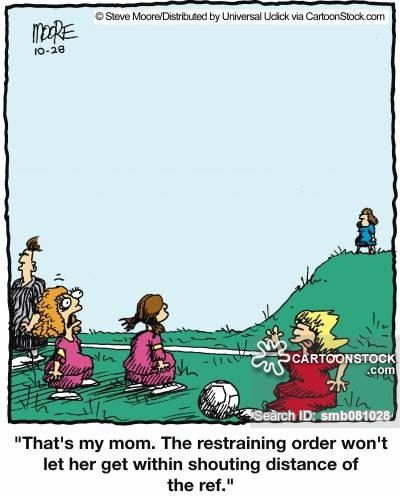 © Steve Moore/Distributed by Universal Uclick via CartoonStock.com
MOORE
10-28
CARTOONSTOCK
.com
Search ID: smb081028
"That's my mom. The restraining order won't
let her get within shouting distance of
the ref."